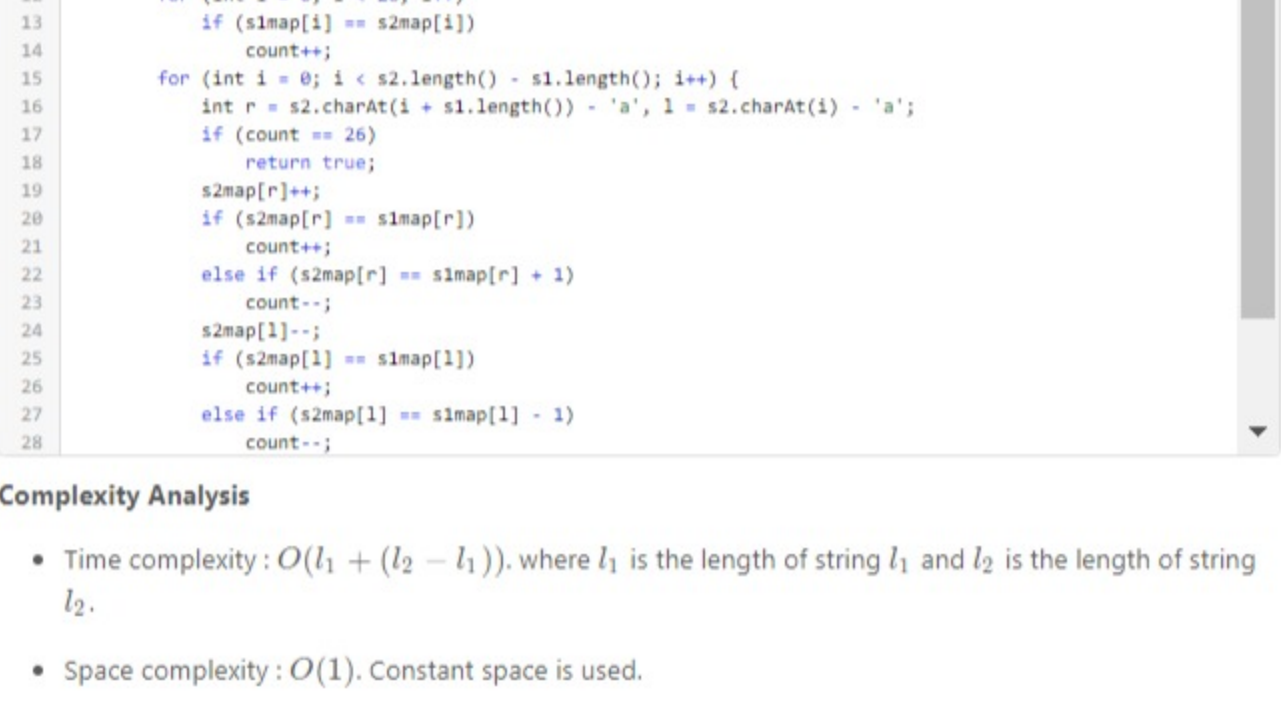 13 if (s1map[i] == s2map[i])
14 count++;
15 for (int i = 0; i < s2.length() - s1.length(); i++) {
16 int r = s2.charAt(i + s1.length()) - 'a', l = s2.charAt(i) - 'a';
17 if (count == 26)
18 return true;
19 s2map[r]++;
20 if (s2map[r] == s1map[r])
21 count++;
22 else if (s2map[r] == s1map[r] + 1)
23 count--;
24 s2map[l]--;
25 if (s2map[l] == s1map[l])
26 count++;
27 else if (s2map[l] == s1map[l] - 1)
28 count--;
Complexity Analysis
• Time complexity : O(l₁ + (l₂ − l₁)). where l₁ is the length of string l₁ and l₂ is the length of string
l₂.
• Space complexity : O(1). Constant space is used.